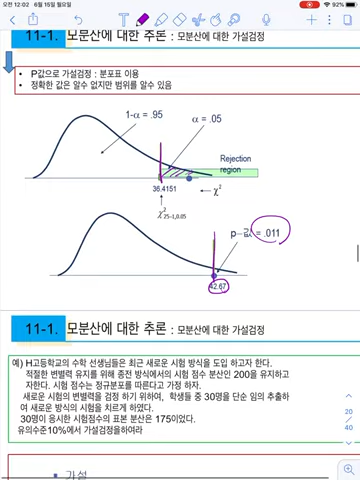 오전 12:02 6월 15일 월요일
92%
11-1. 모분산에 대한 추론 : 모분산에 대한 가설검정
• P값으로 가설검정 : 분포표 이용
• 정확한 값은 알수 없지만 범위를 알수 있음
1-α = .95
α = .05
Rejection
region
36.4151
χ²
χ²25−1,0.05
p−값 = .011
42.67
11-1. 모분산에 대한 추론 : 모분산에 대한 가설검정
예) H고등학교의 수학 선생님들은 최근 새로운 시험 방식을 도입 하고자 한다.
적절한 변별력 유지를 위해 종전 방식에서의 시험 점수 분산인 200을 유지하고
자한다. 시험 점수는 정규분포를 따른다고 가정 하자.
새로운 시험의 변별력을 검정 하기 위하여, 학생들 중 30명을 단순 임의 추출하
여 새로운 방식의 시험을 치르게 하였다.
30명이 응시한 시험점수의 표본 분산은 175이었다.
유의수준10%에서 가설검정을하여라
20
/
40
▪ 가설